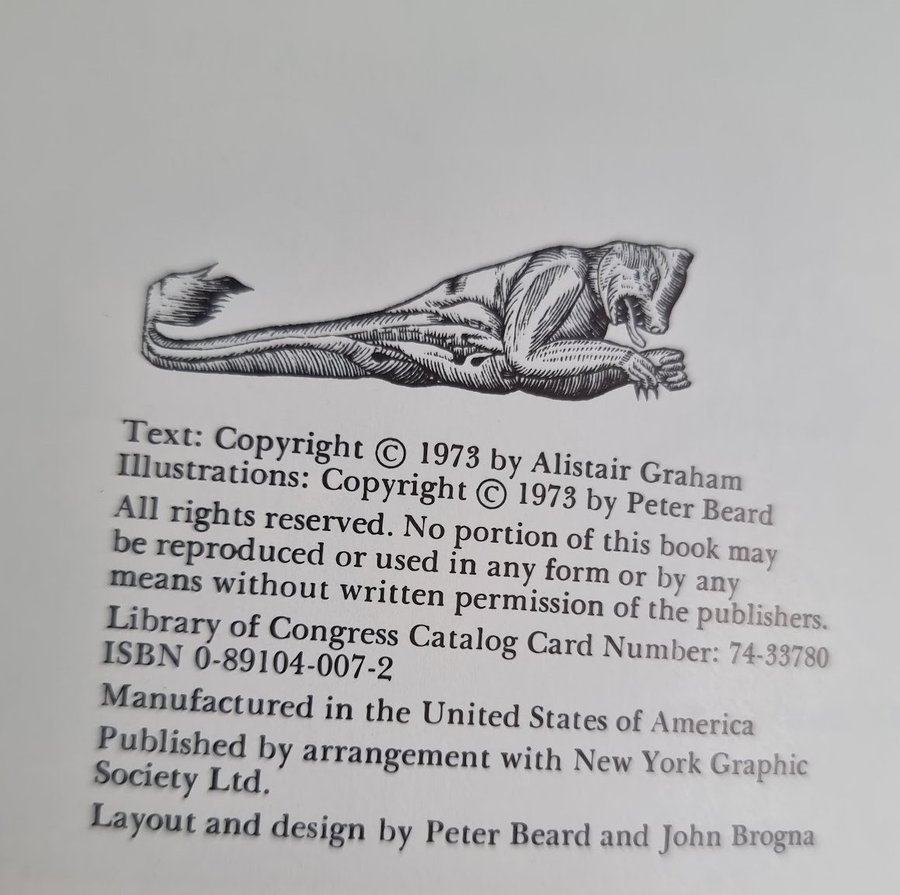 Text: Copyright © 1973 by Alistair Graham
Illustrations: Copyright © 1973 by Peter Beard
All rights reserved. No portion of this book may
be reproduced or used in any form or by any
means without written permission of the publishers.
Library of Congress Catalog Card Number: 74-33780
ISBN 0-89104-007-2
Manufactured in the United States of America
Published by arrangement with New York Graphic
Society Ltd.
Layout and design by Peter Beard and John Brogna